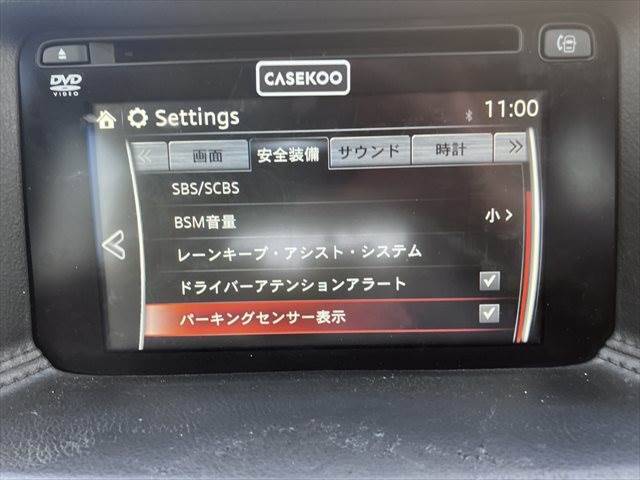 DVD
VIDEO
CASEKOO
Settings
11:00
画面 安全装備 サウンド 時計
SBS/SCBS
BSM音量 小
レーンキープ・アシスト・システム
ドライバーアテンションアラート
パーキングセンサー表示